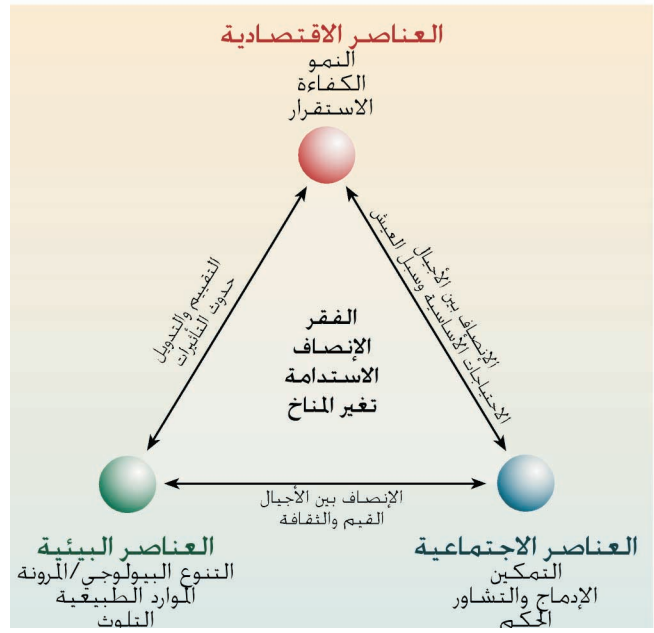 العناصر الاقتصادية
النمو
الكفاءة
الاستقرار
الإنصاف بين الأجيال
الاحتياجات الأساسية وسبل العيش
التقييم والتدويل
حدوث التأثيرات
الفقر
الإنصاف
الاستدامة
تغير المناخ
الإنصاف بين الأجيال
القيم والثقافة
العناصر الاجتماعية
التمكين
الإدماج والتشاور
الحكم
العناصر البيئية
التنوع البيولوجي/المرونة
الموارد الطبيعية
التلوث